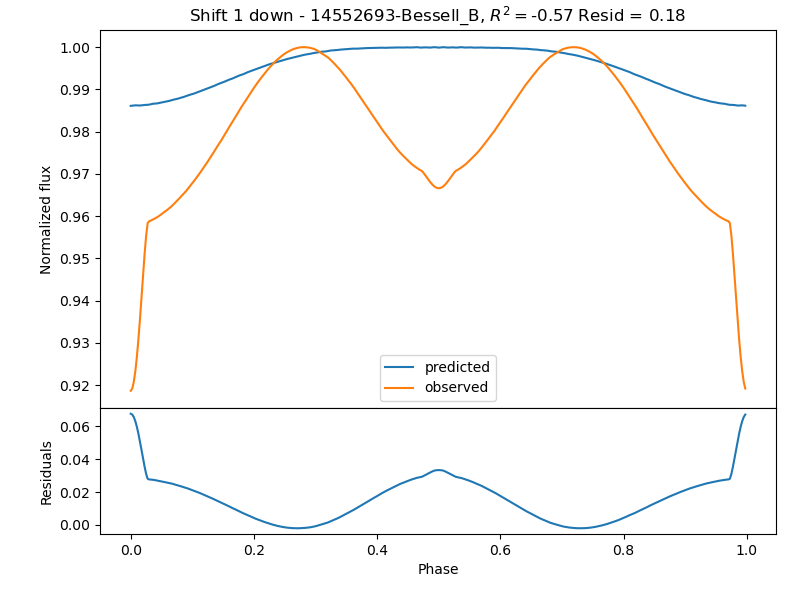 Shift 1 down - 14552693-Bessell_B, $R^2 =$-0.57 Resid = 0.18
1.00
0.99
0.98
0.97
0.96
0.95
0.94
0.93
0.92
Normalized flux
predicted
observed
0.06
0.04
0.02
0.00
Residuals
0.0 0.2 0.4 0.6 0.8 1.0
Phase